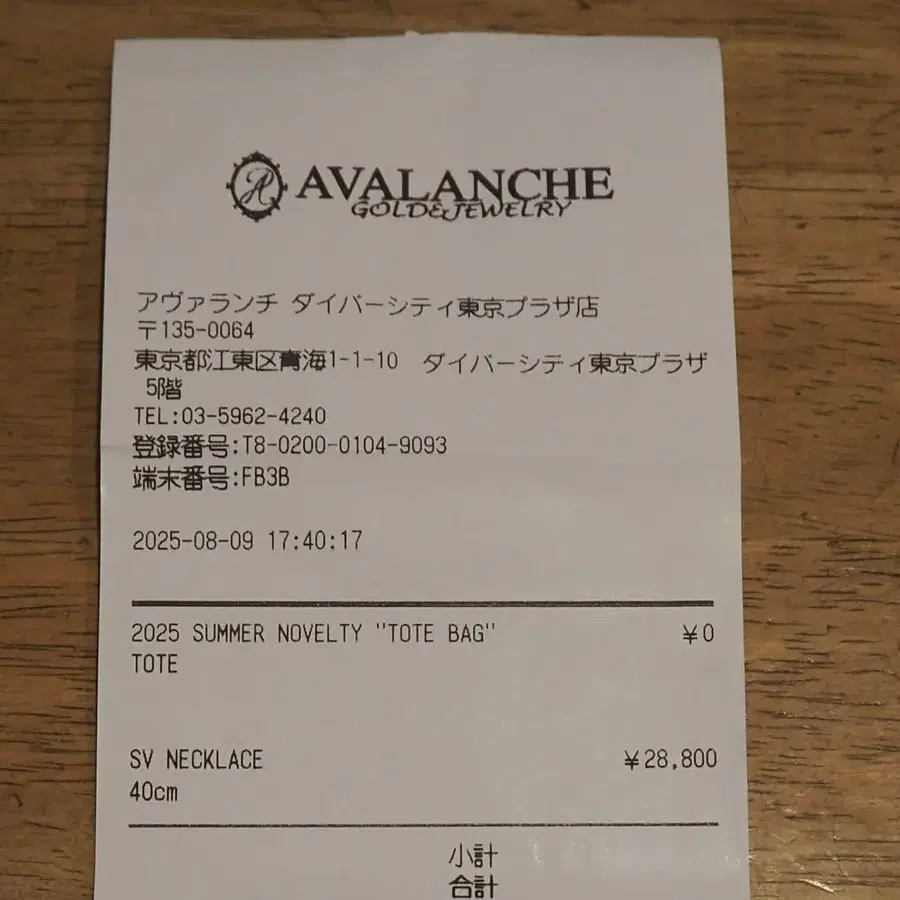 AVALANCHE
GOLD&JEWELRY
アヴァランチ ダイバーシティ東京プラザ店
〒135-0064
東京都江東区青海1-1-10 ダイバーシティ東京プラザ
5階
TEL:03-5962-4240
登録番号:T8-0200-0104-9093
端末番号:FB3B
2025-08-09 17:40:17
2025 SUMMER NOVELTY "TOTE BAG" ¥0
TOTE
SV NECKLACE ¥28,800
40cm
小計
合計